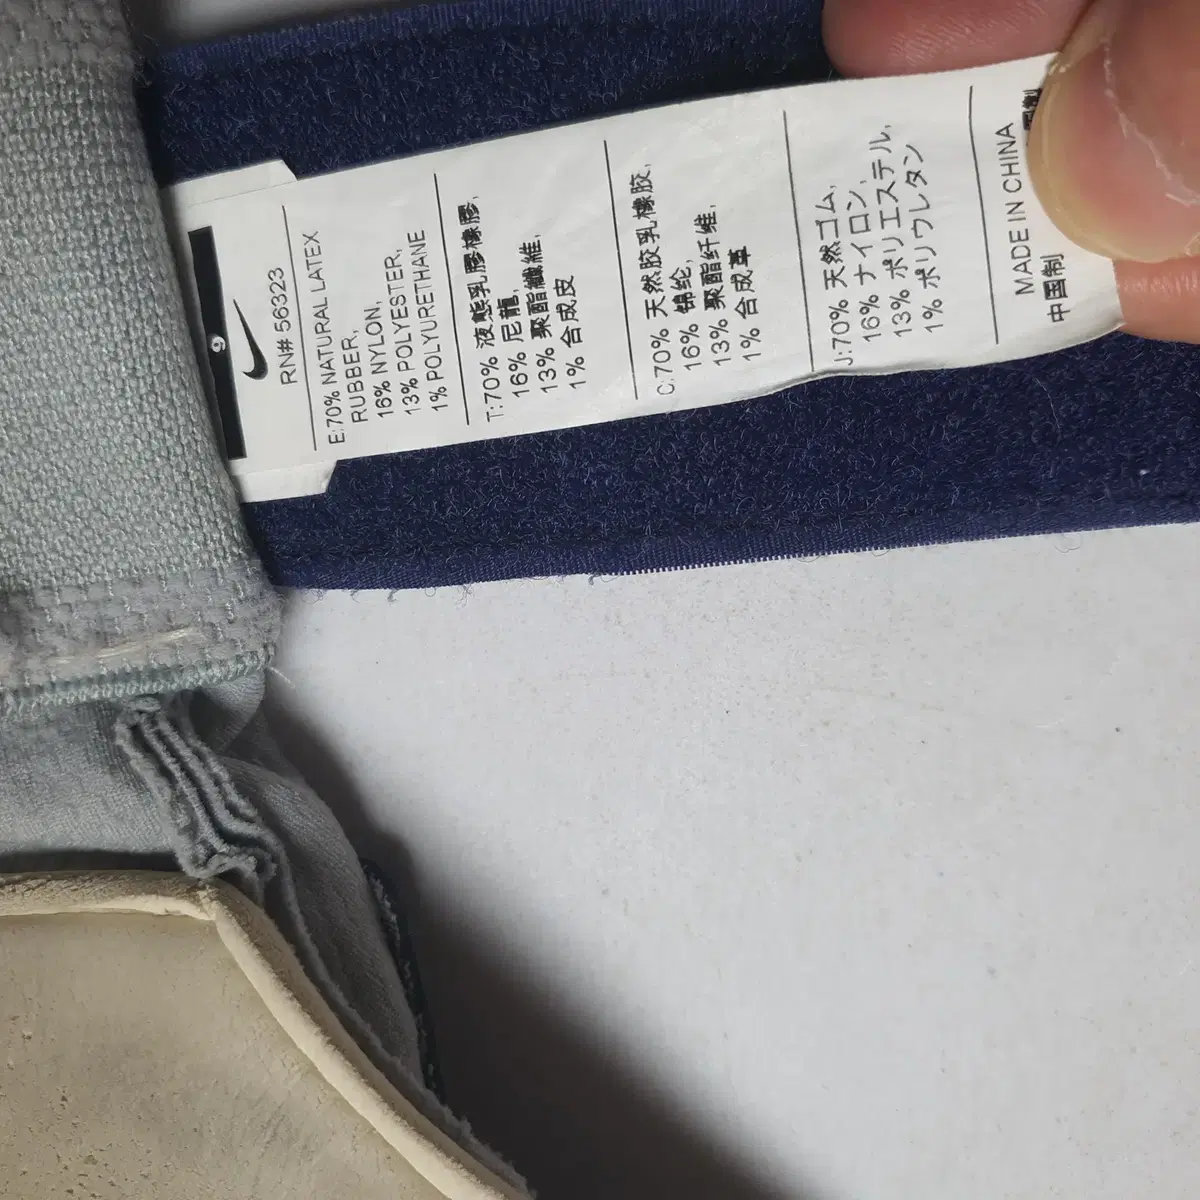 9
RN# 56323
E:70% NATURAL LATEX
RUBBER,
16% NYLON,
13% POLYESTER,
1% POLYURETHANE
T:70% 液態乳膠橡膠,
16% 尼龍,
13% 聚酯纖維,
1% 合成皮
C:70% 天然胶乳橡胶,
16% 锦纶,
13% 聚酯纤维,
1% 合成革
J:70% 天然ゴム,
16% ナイロン,
13% ポリエステル,
1% ポリウレタン
MADE IN CHINA
中国制